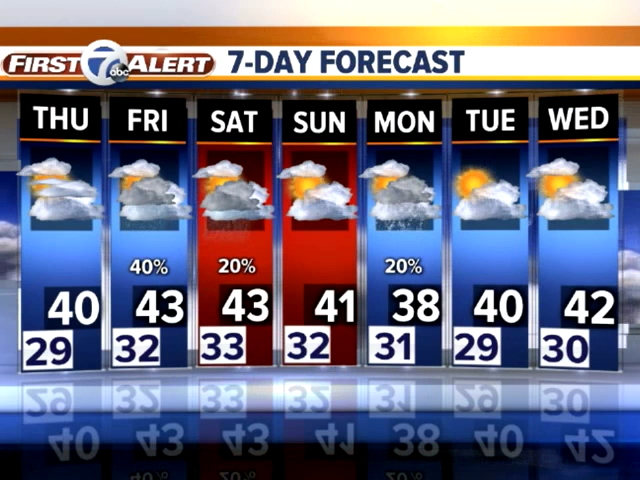 FIRST 7 abc ALERT 7-DAY FORECAST
THU FRI SAT SUN MON TUE WED
40% 20% 20%
40 43 43 41 38 40 42
29 32 33 32 31 29 30